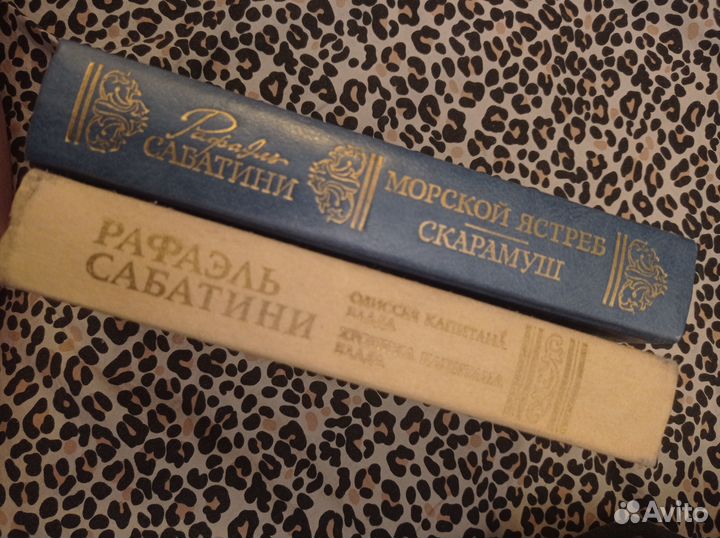 Рафаэль
САБАТИНИ
МОРСКОЙ ЯСТРЕБ
СКАРАМУШ
РАФАЭЛЬ
САБАТИНИ
ОДИССЕЯ КАПИТАНА
БЛАДА
ХРОНИКА КАПИТАНА
БЛАДА
Avito